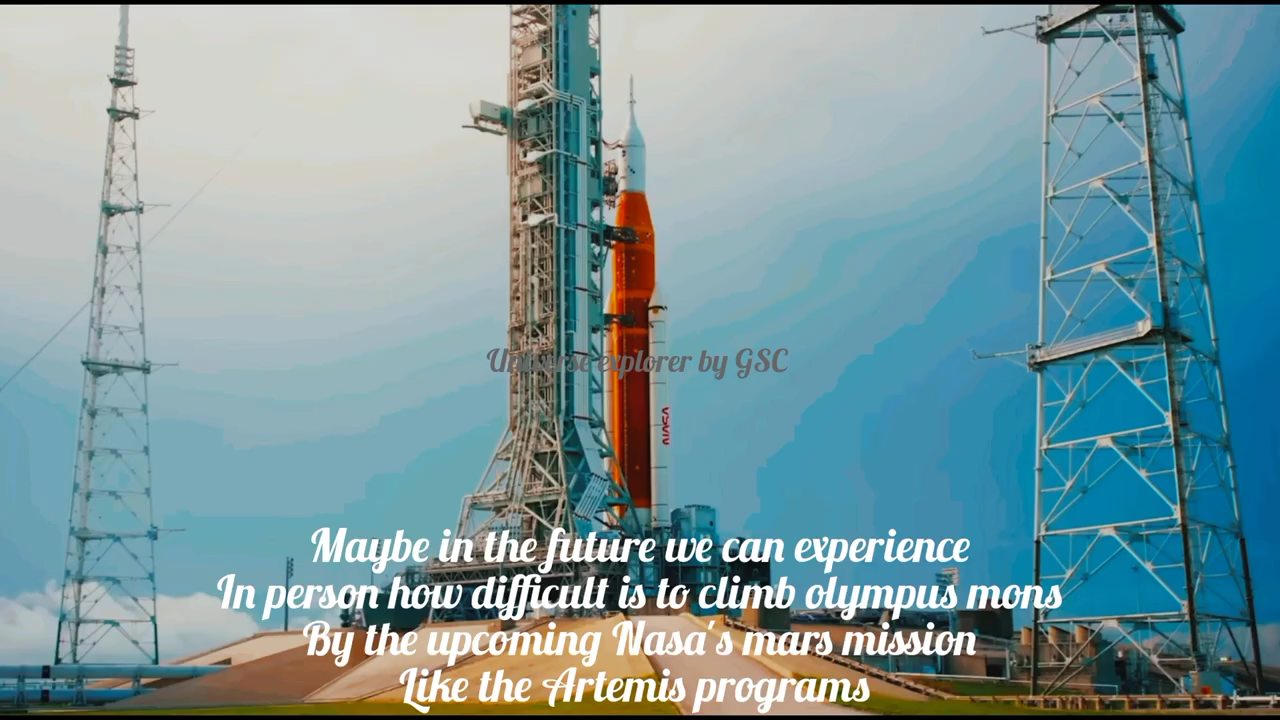 Universe explorer by GSC
NASA
Maybe in the future we can experience
In person how difficult is to climb olympus mons
By the upcoming Nasa's mars mission
Like the Artemis programs